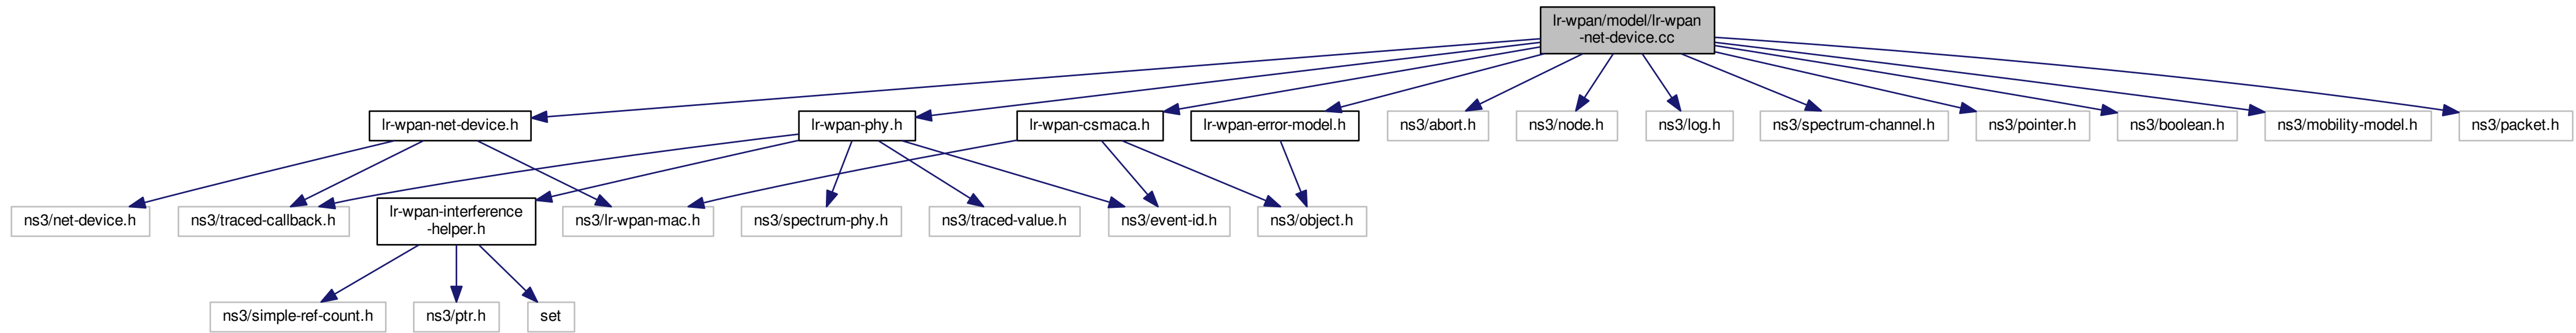 lr-wpan/model/lr-wpan
-net-device.cc
lr-wpan-net-device.h
lr-wpan-phy.h
lr-wpan-csmaca.h
lr-wpan-error-model.h
ns3/abort.h
ns3/node.h
ns3/log.h
ns3/spectrum-channel.h
ns3/pointer.h
ns3/boolean.h
ns3/mobility-model.h
ns3/packet.h
ns3/net-device.h
ns3/traced-callback.h
lr-wpan-interference
-helper.h
ns3/lr-wpan-mac.h
ns3/spectrum-phy.h
ns3/traced-value.h
ns3/event-id.h
ns3/object.h
ns3/simple-ref-count.h
ns3/ptr.h
set